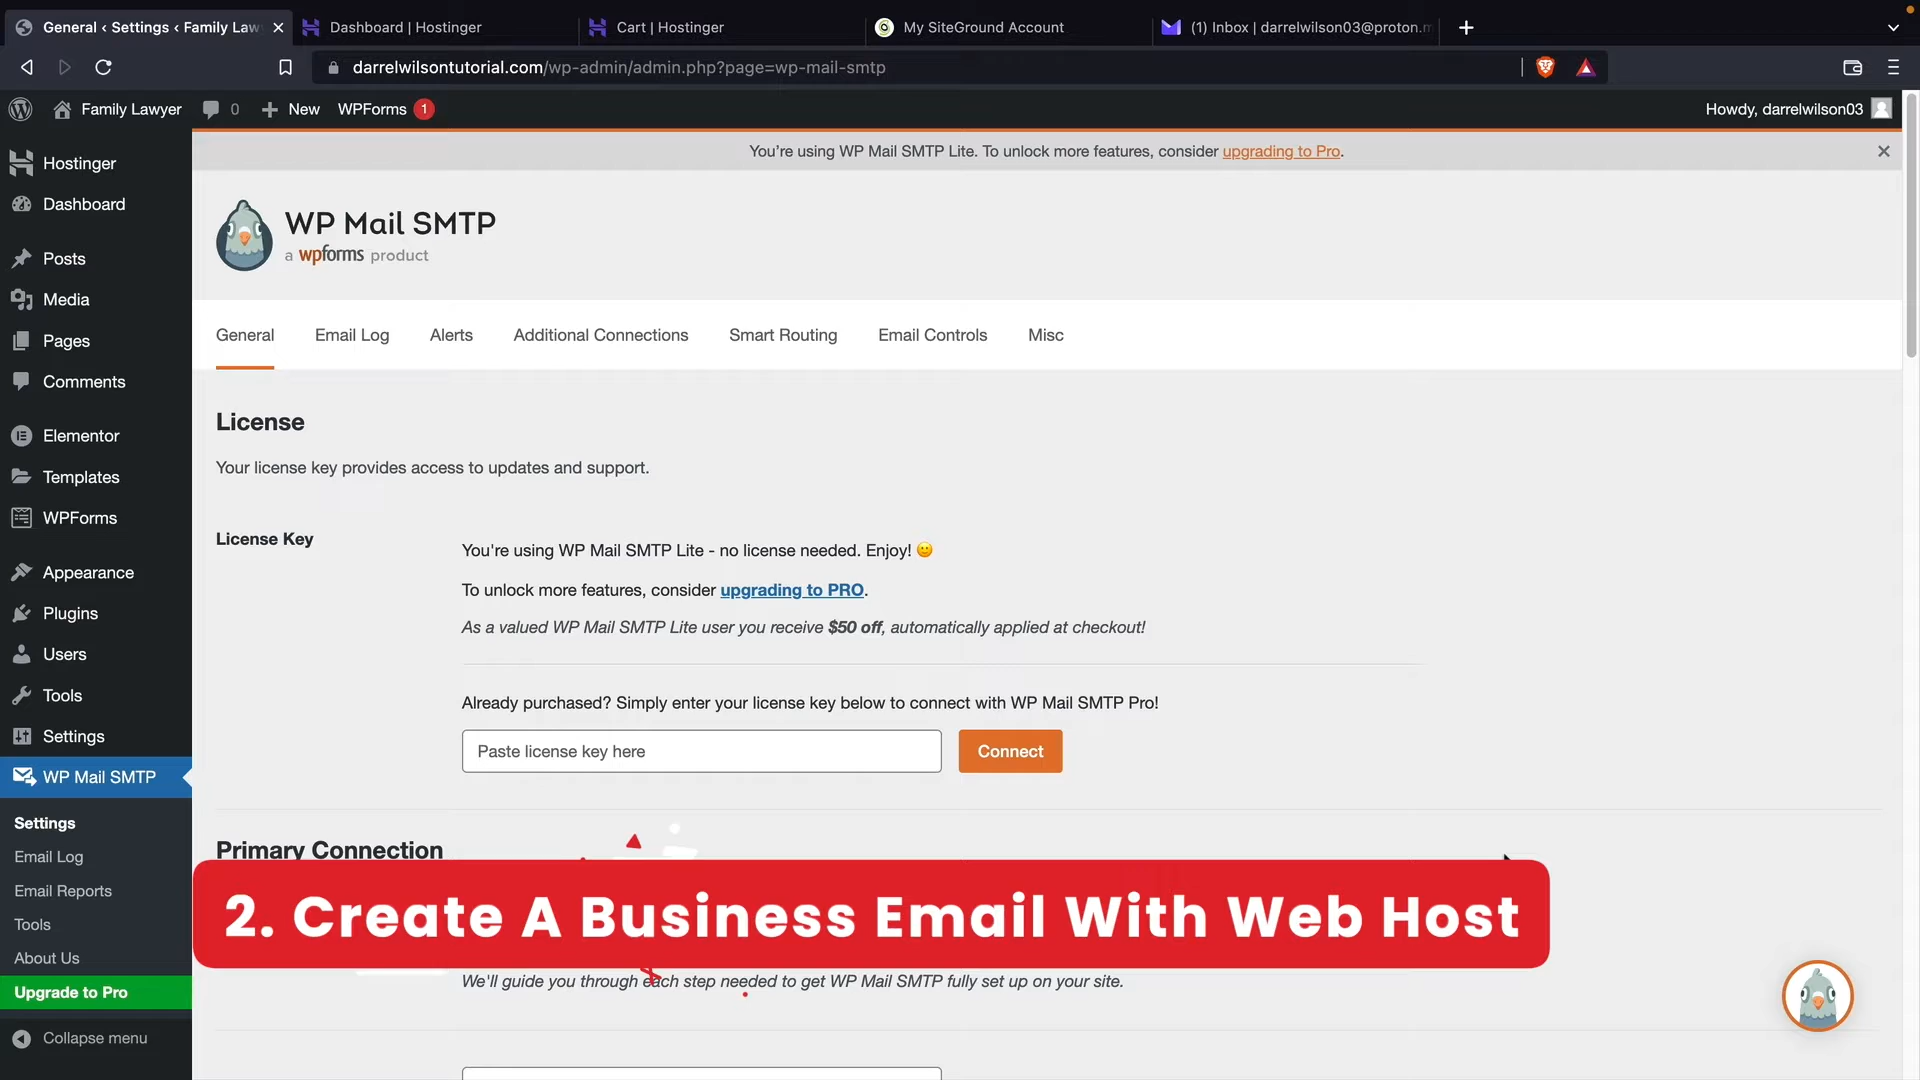 General ‹ Settings ‹ Family Law
Dashboard | Hostinger
Cart | Hostinger
My SiteGround Account
(1) Inbox | darrelwilson03@proton.m
darrelwilsontutorial.com/wp-admin/admin.php?page=wp-mail-smtp
Family Lawyer
0
New
WPForms
1
Howdy, darrelwilson03
Hostinger
Dashboard
Posts
Media
Pages
Comments
Elementor
Templates
WPForms
Appearance
Plugins
Users
Tools
Settings
WP Mail SMTP
Settings
Email Log
Email Reports
Tools
About Us
Upgrade to Pro
Collapse menu
You're using WP Mail SMTP Lite. To unlock more features, consider upgrading to Pro.
WP Mail SMTP
a wpforms product
General
Email Log
Alerts
Additional Connections
Smart Routing
Email Controls
Misc
License
Your license key provides access to updates and support.
License Key
You're using WP Mail SMTP Lite - no license needed. Enjoy! 🙂
To unlock more features, consider upgrading to PRO.
As a valued WP Mail SMTP Lite user you receive $50 off, automatically applied at checkout!
Already purchased? Simply enter your license key below to connect with WP Mail SMTP Pro!
Paste license key here
Connect
Primary Connection
2. Create A Business Email With Web Host
We'll guide you through each step needed to get WP Mail SMTP fully set up on your site.